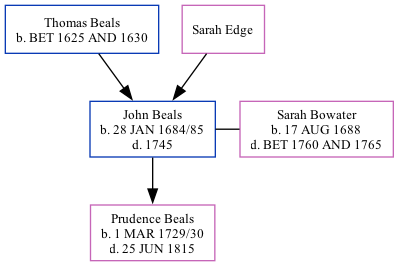 Thomas Beals
b. BET 1625 AND 1630
Sarah Edge
John Beals
b. 28 JAN 1684/85
d. 1745
Sarah Bowater
b. 17 AUG 1688
d. BET 1760 AND 1765
Prudence Beals
b. 1 MAR 1729/30
d. 25 JUN 1815